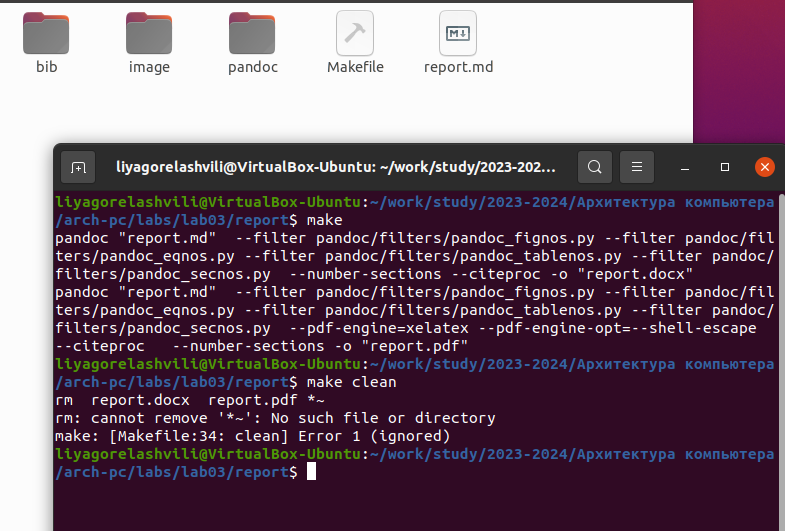 bib image pandoc Makefile report.md
M↓
liyagorelashvili@VirtualBox-Ubuntu: ~/work/study/2023-202...
liyagorelashvili@VirtualBox-Ubuntu:~/work/study/2023-2024/Архитектура компьютера
/arch-pc/labs/lab03/report$ make
pandoc "report.md"  --filter pandoc/filters/pandoc_fignos.py --filter pandoc/fil
ters/pandoc_eqnos.py --filter pandoc/filters/pandoc_tablenos.py --filter pandoc/
filters/pandoc_secnos.py  --number-sections --citeproc -o "report.docx"
pandoc "report.md"  --filter pandoc/filters/pandoc_fignos.py --filter pandoc/fil
ters/pandoc_eqnos.py --filter pandoc/filters/pandoc_tablenos.py --filter pandoc/
filters/pandoc_secnos.py  --pdf-engine=xelatex --pdf-engine-opt=--shell-escape
--citeproc   --number-sections -o "report.pdf"
liyagorelashvili@VirtualBox-Ubuntu:~/work/study/2023-2024/Архитектура компьютера
/arch-pc/labs/lab03/report$ make clean
rm  report.docx  report.pdf *~
rm: cannot remove '*~': No such file or directory
make: [Makefile:34: clean] Error 1 (ignored)
liyagorelashvili@VirtualBox-Ubuntu:~/work/study/2023-2024/Архитектура компьютера
/arch-pc/labs/lab03/report$